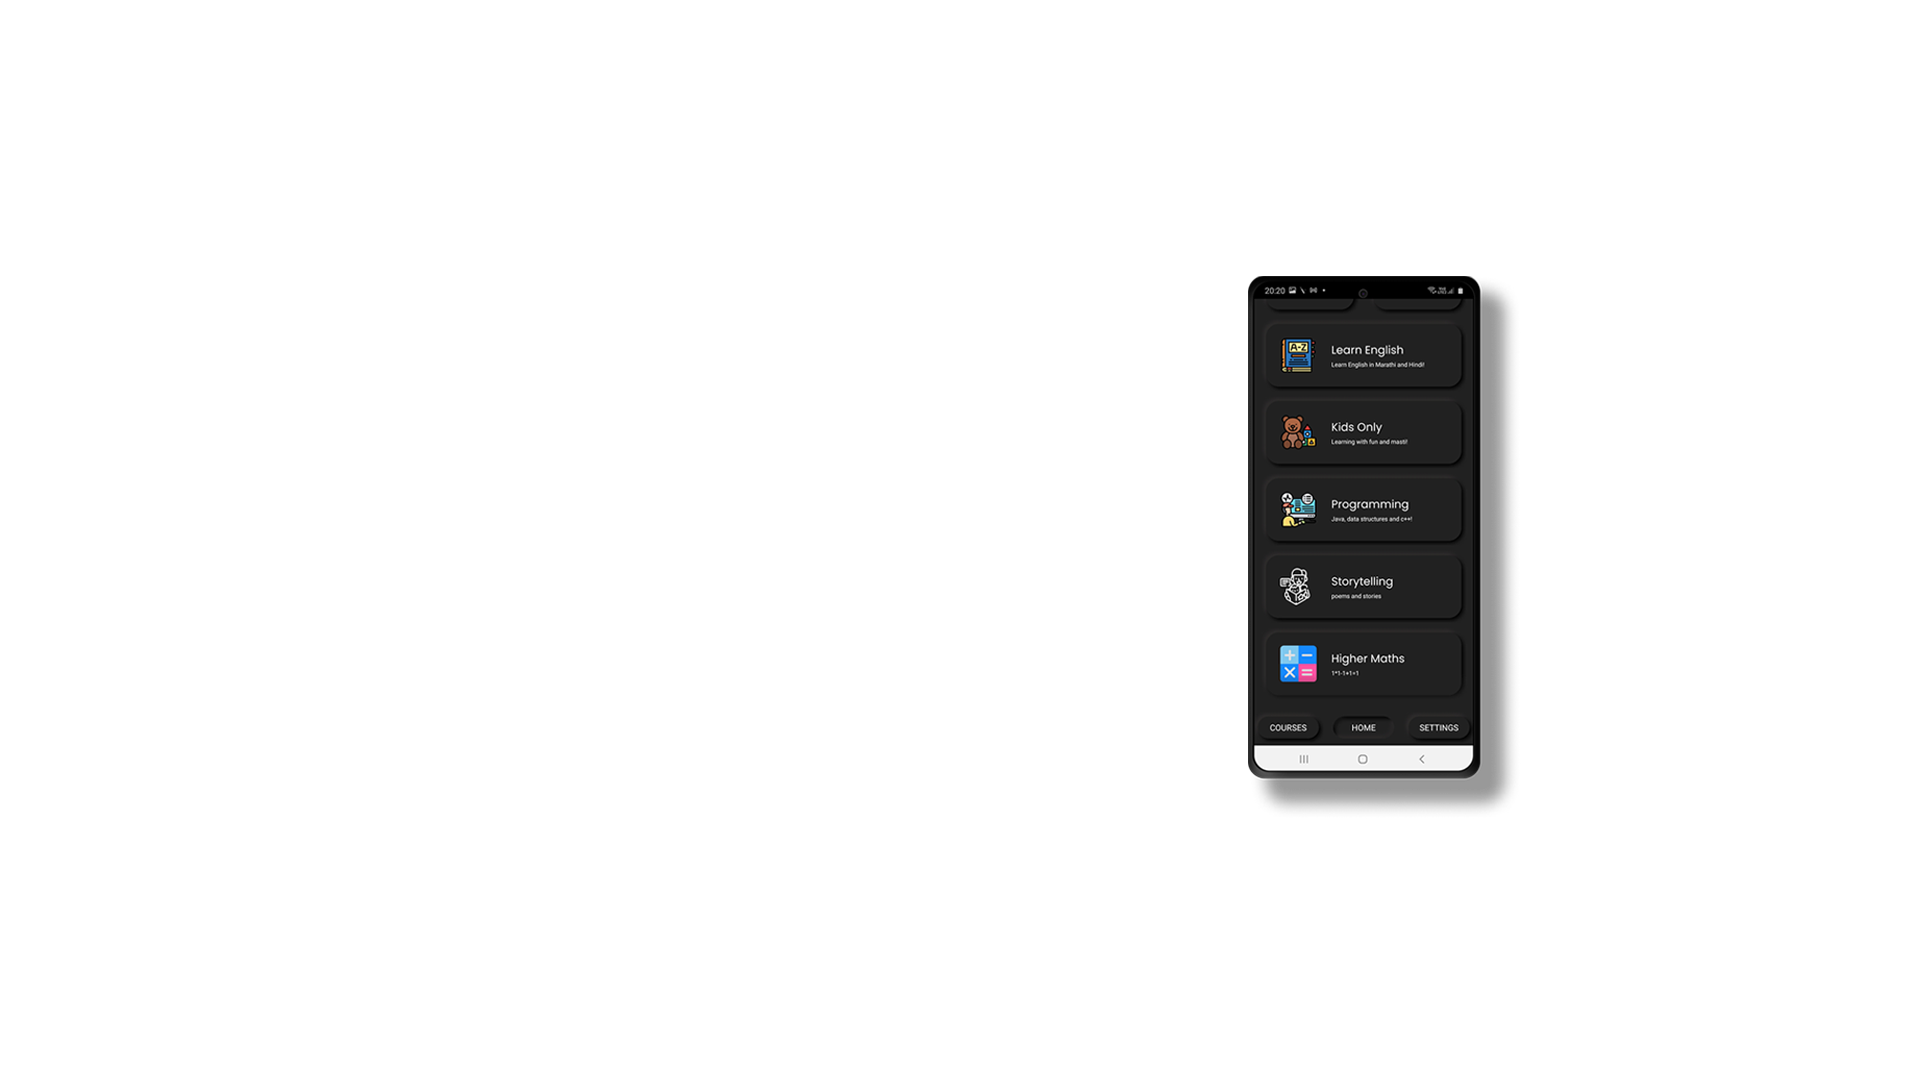 20:20
A-Z
Learn English
Learn English in Marathi and Hindi!
Kids Only
Learning with fun and masti!
Programming
Java, data structures and c++!
Storytelling
poems and stories
Higher Maths
1*1-1+1=1
COURSES HOME SETTINGS